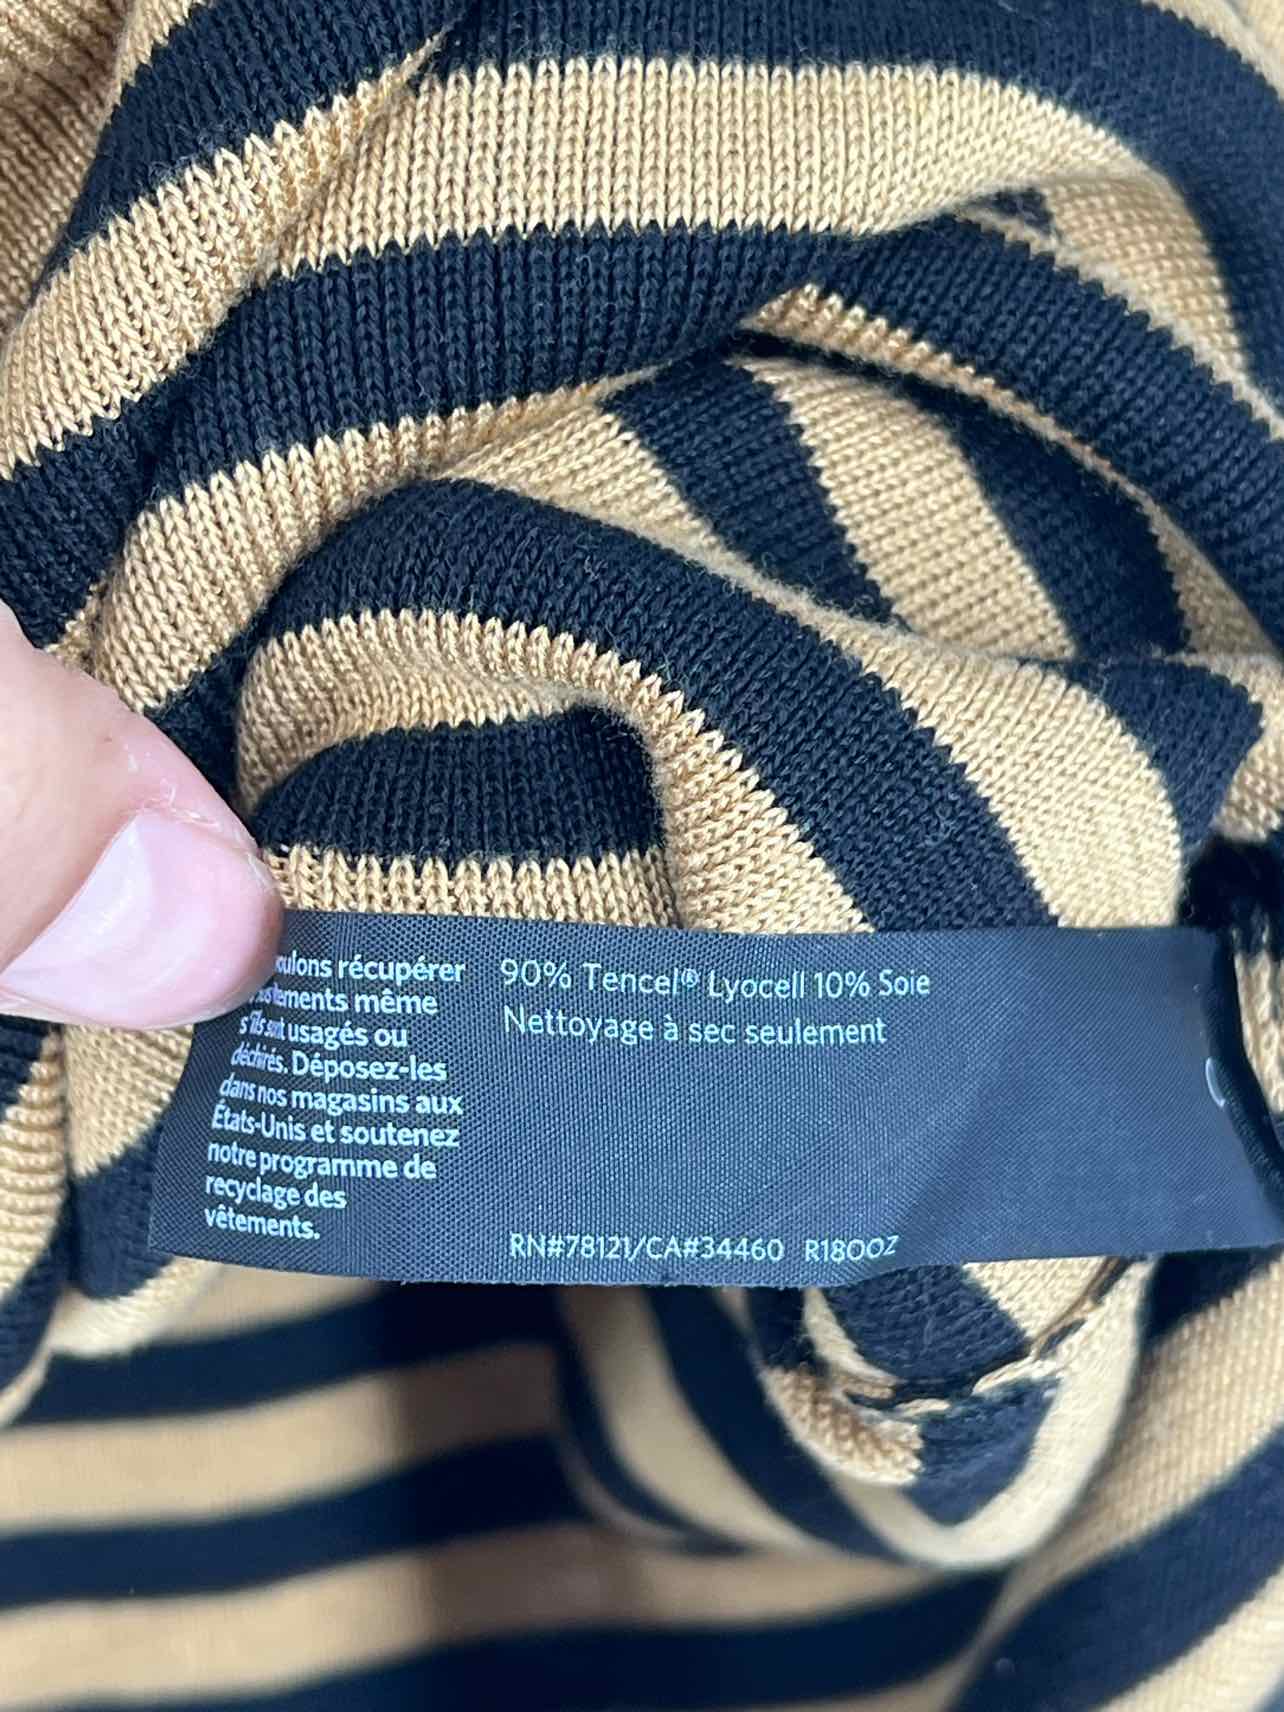 récupérer
même
s'ils sont usagés ou
déchirés. Déposez-les
dans nos magasins aux
États-Unis et soutenez
notre programme de
recyclage des
vêtements.
90% Tencel® Lyocell 10% Soie
Nettoyage à sec seulement
RN#78121/CA#34460 R1800Z